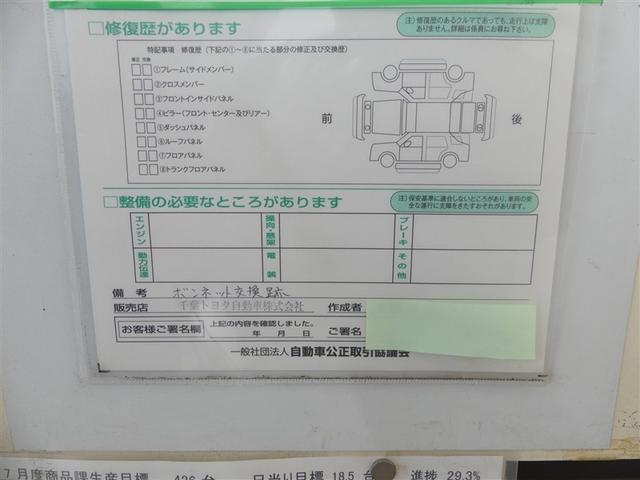 □修復歴があります
注）修復歴のあるクルマであっても、走行上は支障ありません。詳細は係員にお尋ね下さい。
特記事項 修復歴（下記の①～⑧に当たる部分の修正及び交換歴）
修正 交換
□□①フレーム（サイドメンバー）
□□②クロスメンバー
□□③フロントインサイドパネル
□□④ピラー（フロント・センター及びリアー）
□□⑤ダッシュパネル
□□⑥ルーフパネル
□□⑦フロアパネル
□□⑧トランクフロアパネル
前 後
□整備の必要なところがあります
注）保安基準に適合しないところがあり、車両の安全な運行に支障をきたすおそれがあります。
エンジン 操向・懸架 ブレーキ
動力伝達 電装 その他
備考 ボンネット交換跡
販売店 千葉トヨタ自動車株式会社 作成者
お客様ご署名欄 上記の内容を確認しました。 年 月 日 ご署名
一般社団法人 自動車公正取引協議会
7月度商品課生産目標 426 台 日当り目標 18.5 台 進捗 29.3%